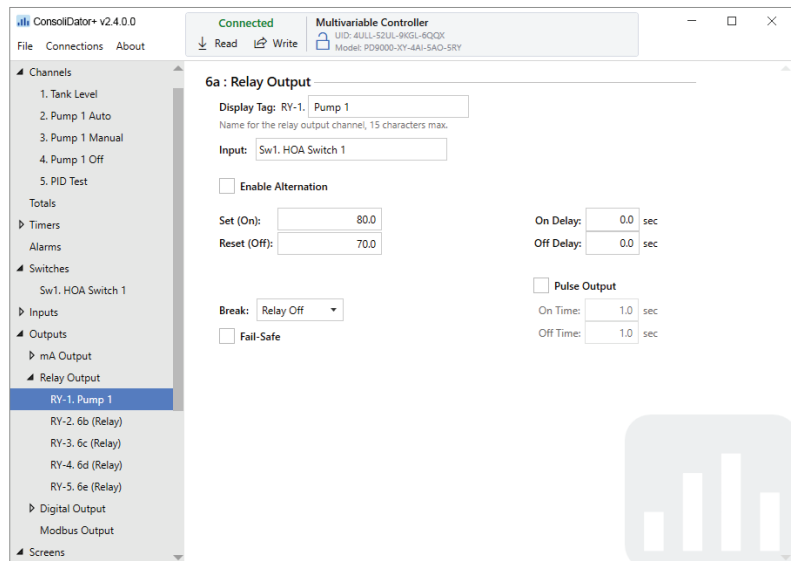 ConsoliDator+ v2.4.0.0
File Connections About
Connected
Read Write
Multivariable Controller
UID: 4ULL-52UL-9KGL-6QQX
Model: PD9000-XY-4AI-5AO-5RY
Channels
1. Tank Level
2. Pump 1 Auto
3. Pump 1 Manual
4. Pump 1 Off
5. PID Test
Totals
Timers
Alarms
Switches
Sw1. HOA Switch 1
Inputs
Outputs
mA Output
Relay Output
RY-1. Pump 1
RY-2. 6b (Relay)
RY-3. 6c (Relay)
RY-4. 6d (Relay)
RY-5. 6e (Relay)
Digital Output
Modbus Output
Screens
6a : Relay Output
Display Tag: RY-1. Pump 1
Name for the relay output channel, 15 characters max.
Input: Sw1. HOA Switch 1
Enable Alternation
Set (On): 80.0
Reset (Off): 70.0
On Delay: 0.0 sec
Off Delay: 0.0 sec
Break: Relay Off
Fail-Safe
Pulse Output
On Time: 1.0 sec
Off Time: 1.0 sec